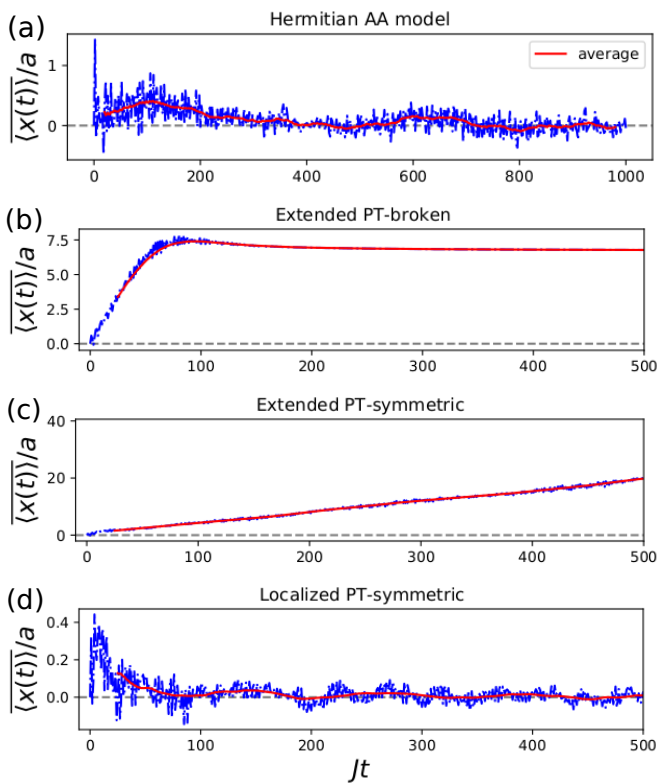 (a)
Hermitian AA model
average
⟨x(t)⟩/a
1
0
0 200 400 600 800 1000
(b)
Extended PT-broken
⟨x(t)⟩/a
7.5
5.0
2.5
0.0
0 100 200 300 400 500
(c)
Extended PT-symmetric
⟨x(t)⟩/a
40
20
0
0 100 200 300 400 500
(d)
Localized PT-symmetric
⟨x(t)⟩/a
0.4
0.2
0.0
0 100 200 300 400 500
Jt